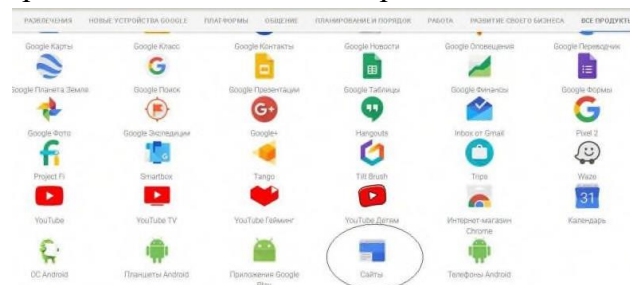 РАЗВЛЕЧЕНИЯ НОВЫЕ УСТРОЙСТВА GOOGLE ПЛАТФОРМЫ ОБЩЕНИЕ ПЛАНИРОВАНИЕ И ПОРЯДОК РАБОТА РАЗВИТИЕ СВОЕГО БИЗНЕСА ВСЕ ПРОДУКТЫ
Google Карты Google Класс Google Контакты Google Новости Google Оповещения Google Переводчик
Google Планета Земля Google Поиск Google Презентации Google Таблицы Google Финансы Google Формы
Google Фото Google Экспедиции Google+ Hangouts Inbox от Gmail Pixel 2
Project Fi Smartbox Tango Tilt Brush Trips Waze
YouTube YouTube TV YouTube Гейминг YouTube Детям Интернет-магазин Chrome Календарь
31
ОС Android Планшеты Android Приложения Google Play Сайты Телефоны Android